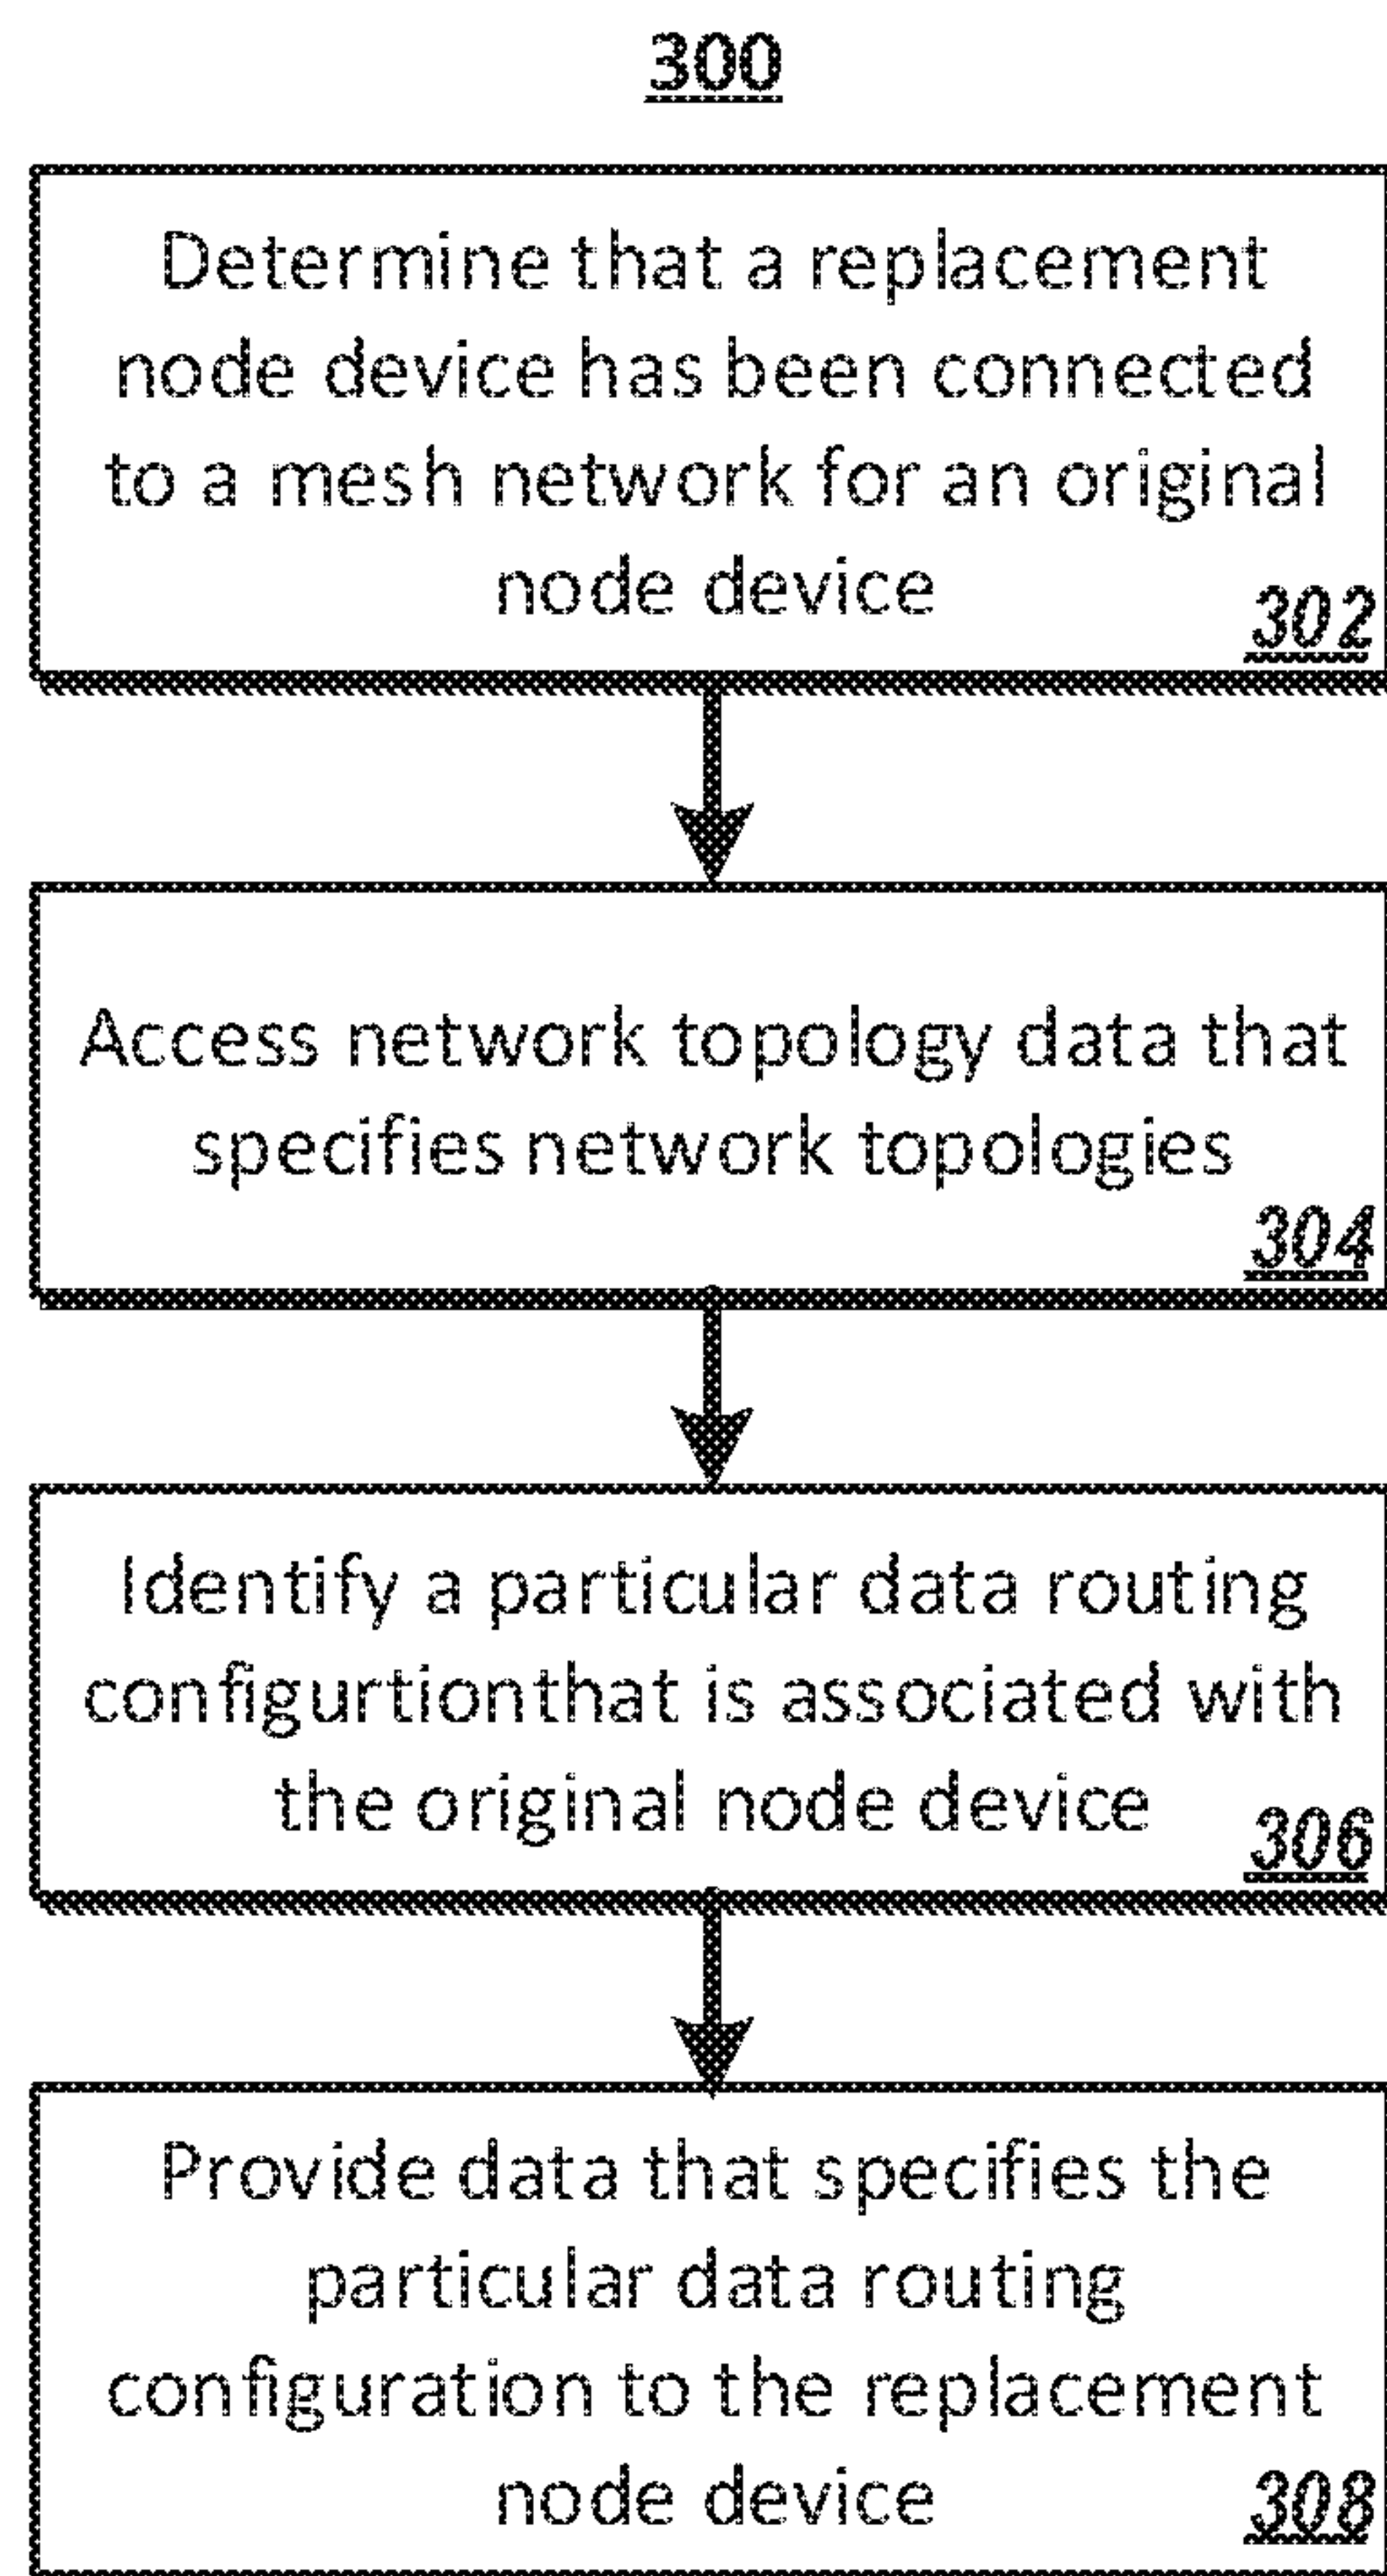 300
Determine that a replacement
node device has been connected
to a mesh network for an original
node device
302
Access network topology data that
specifies network topologies
304
Identify a particular data routing
configurtionthat is associated with
the original node device
306
Provide data that specifies the
particular data routing
configuration to the replacement
node device
308